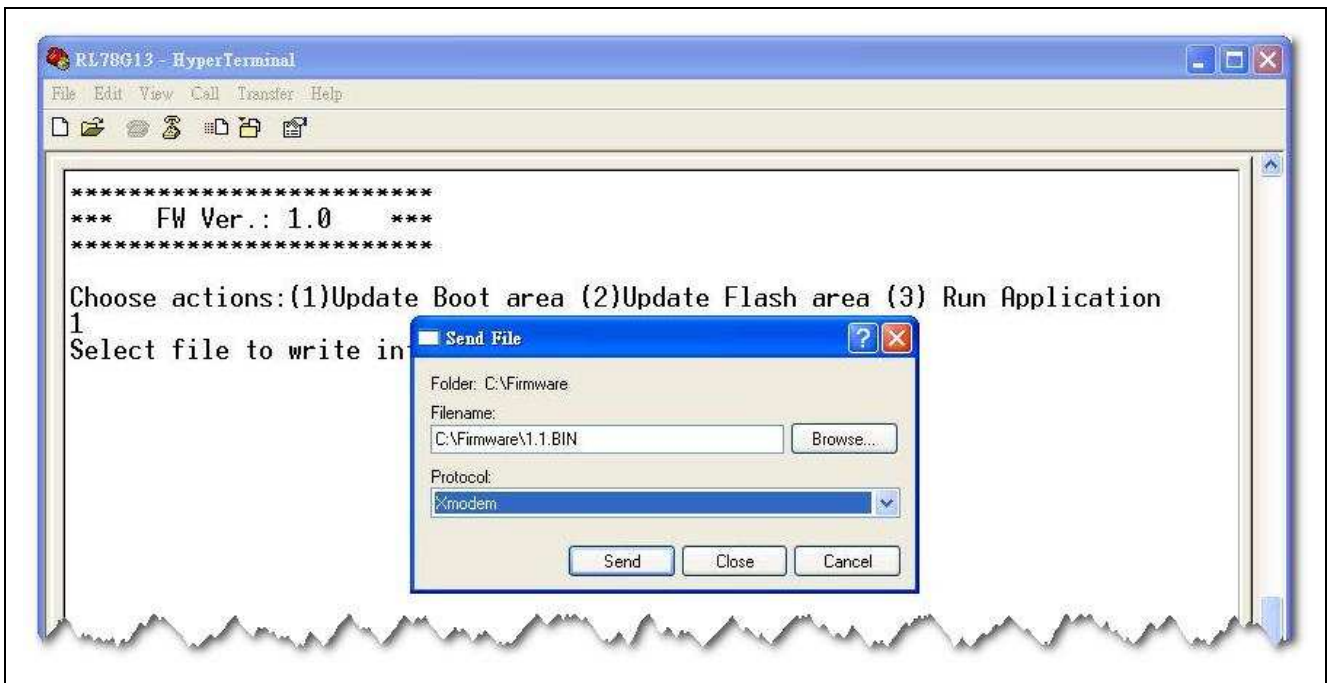 RL78G13 - HyperTerminal
File Edit View Call Transfer Help
**************************
*** FW Ver.: 1.0 ***
**************************
Choose actions:(1)Update Boot area (2)Update Flash area (3) Run Application
1
Select file to write
Send File
Folder: C:\Firmware
Filename:
C:\Firmware\1.1.BIN
Browse...
Protocol:
Xmodem
Send Close Cancel